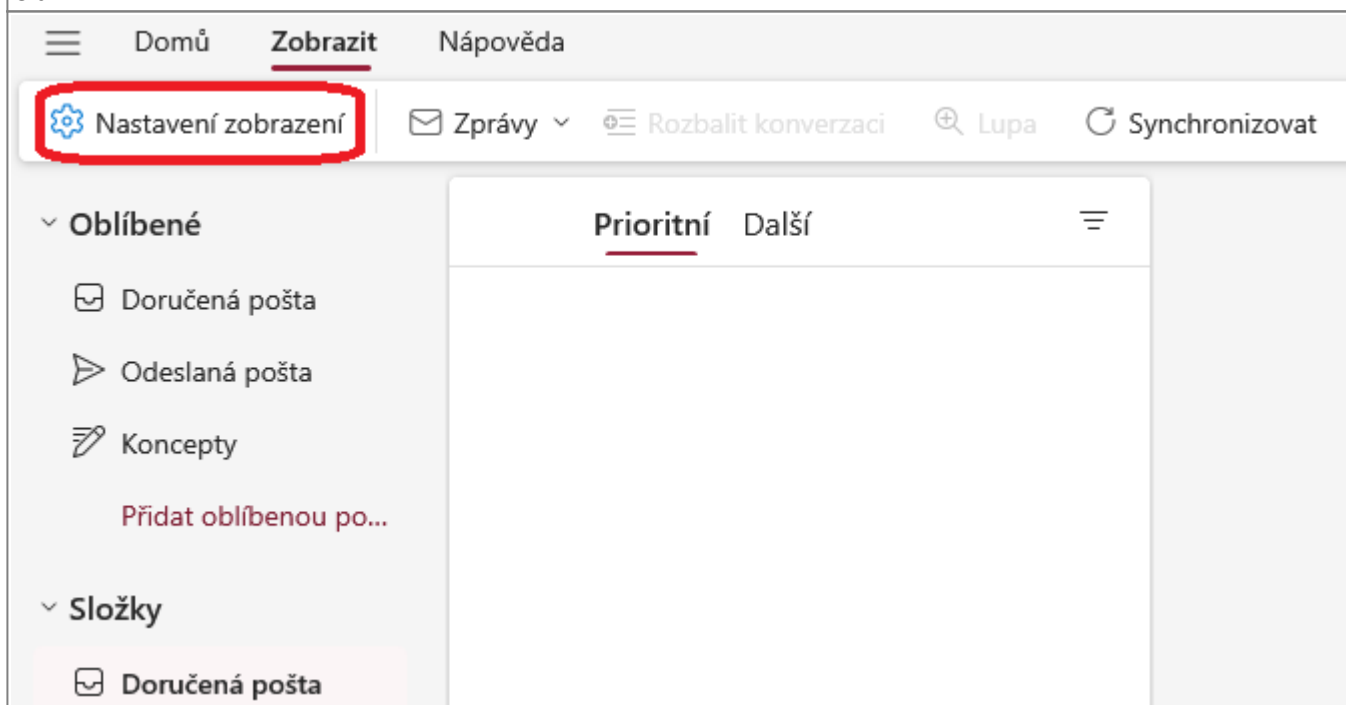 Domů Zobrazit Nápověda
Nastavení zobrazení Zprávy Rozbalit konverzaci Lupa Synchronizovat
Oblíbené
Prioritní Další
Doručená pošta
Odeslaná pošta
Koncepty
Přidat oblíbenou po...
Složky
Doručená pošta